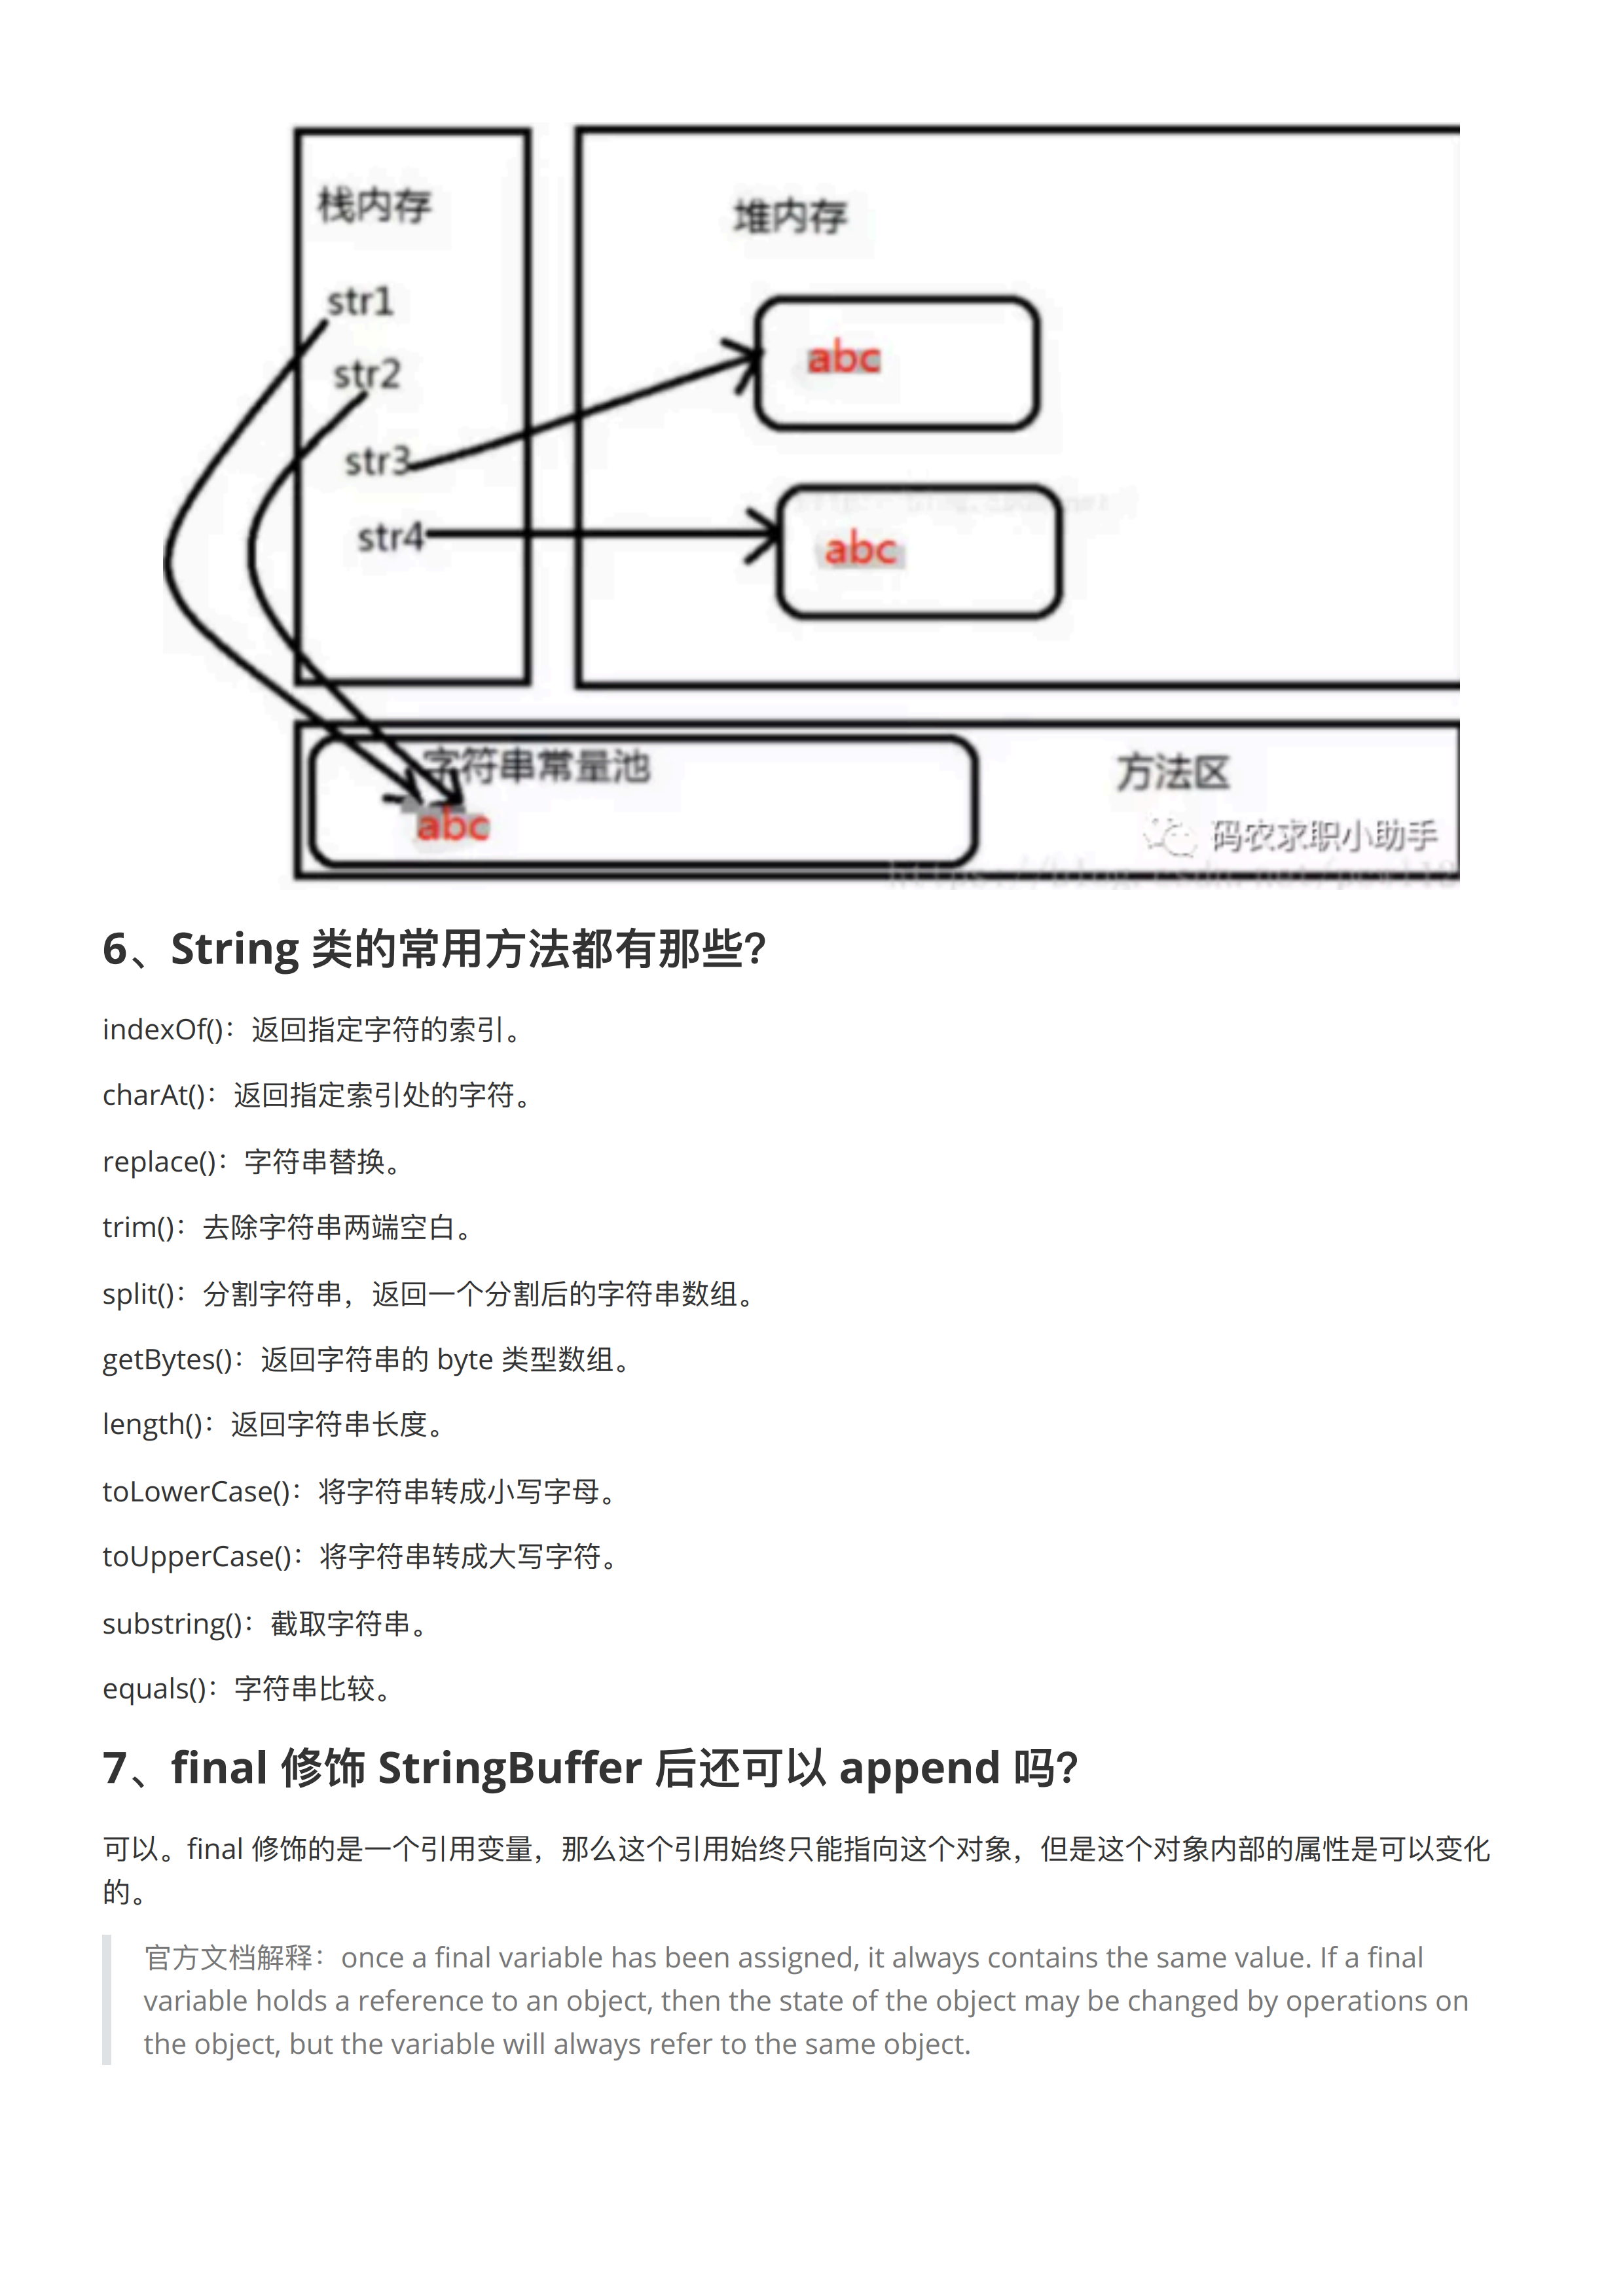 栈内存
堆内存
str1
str2
str3
str4
abc
abc
字符串常量池
方法区
abc
码农求职小助手
6、String 类的常用方法都有那些？
indexOf()：返回指定字符的索引。
charAt()：返回指定索引处的字符。
replace()：字符串替换。
trim()：去除字符串两端空白。
split()：分割字符串，返回一个分割后的字符串数组。
getBytes()：返回字符串的 byte 类型数组。
length()：返回字符串长度。
toLowerCase()：将字符串转成小写字母。
toUpperCase()：将字符串转成大写字符。
substring()：截取字符串。
equals()：字符串比较。
7、final 修饰 StringBuffer 后还可以 append 吗？
可以。final 修饰的是一个引用变量，那么这个引用始终只能指向这个对象，但是这个对象内部的属性是可以变化
的。
官方文档解释：once a final variable has been assigned, it always contains the same value. If a final
variable holds a reference to an object, then the state of the object may be changed by operations on
the object, but the variable will always refer to the same object.